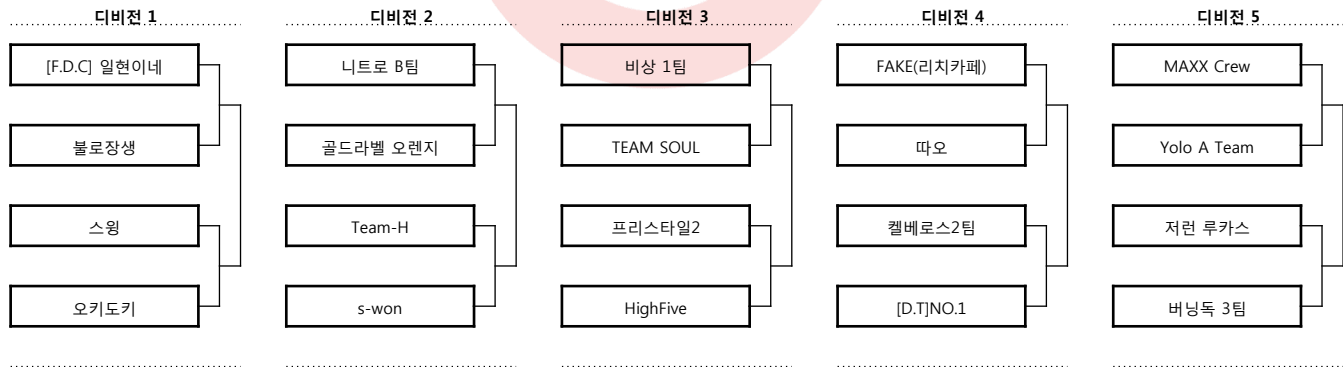 디비전 1
[F.D.C] 일현이네
불로장생
스윙
오키도키
디비전 2
니트로 B팀
골드라벨 오렌지
Team-H
s-won
디비전 3
비상 1팀
TEAM SOUL
프리스타일2
HighFive
디비전 4
FAKE(리치카페)
따오
켈베로스2팀
[D.T]NO.1
디비전 5
MAXX Crew
Yolo A Team
저런 루카스
버닝독 3팀